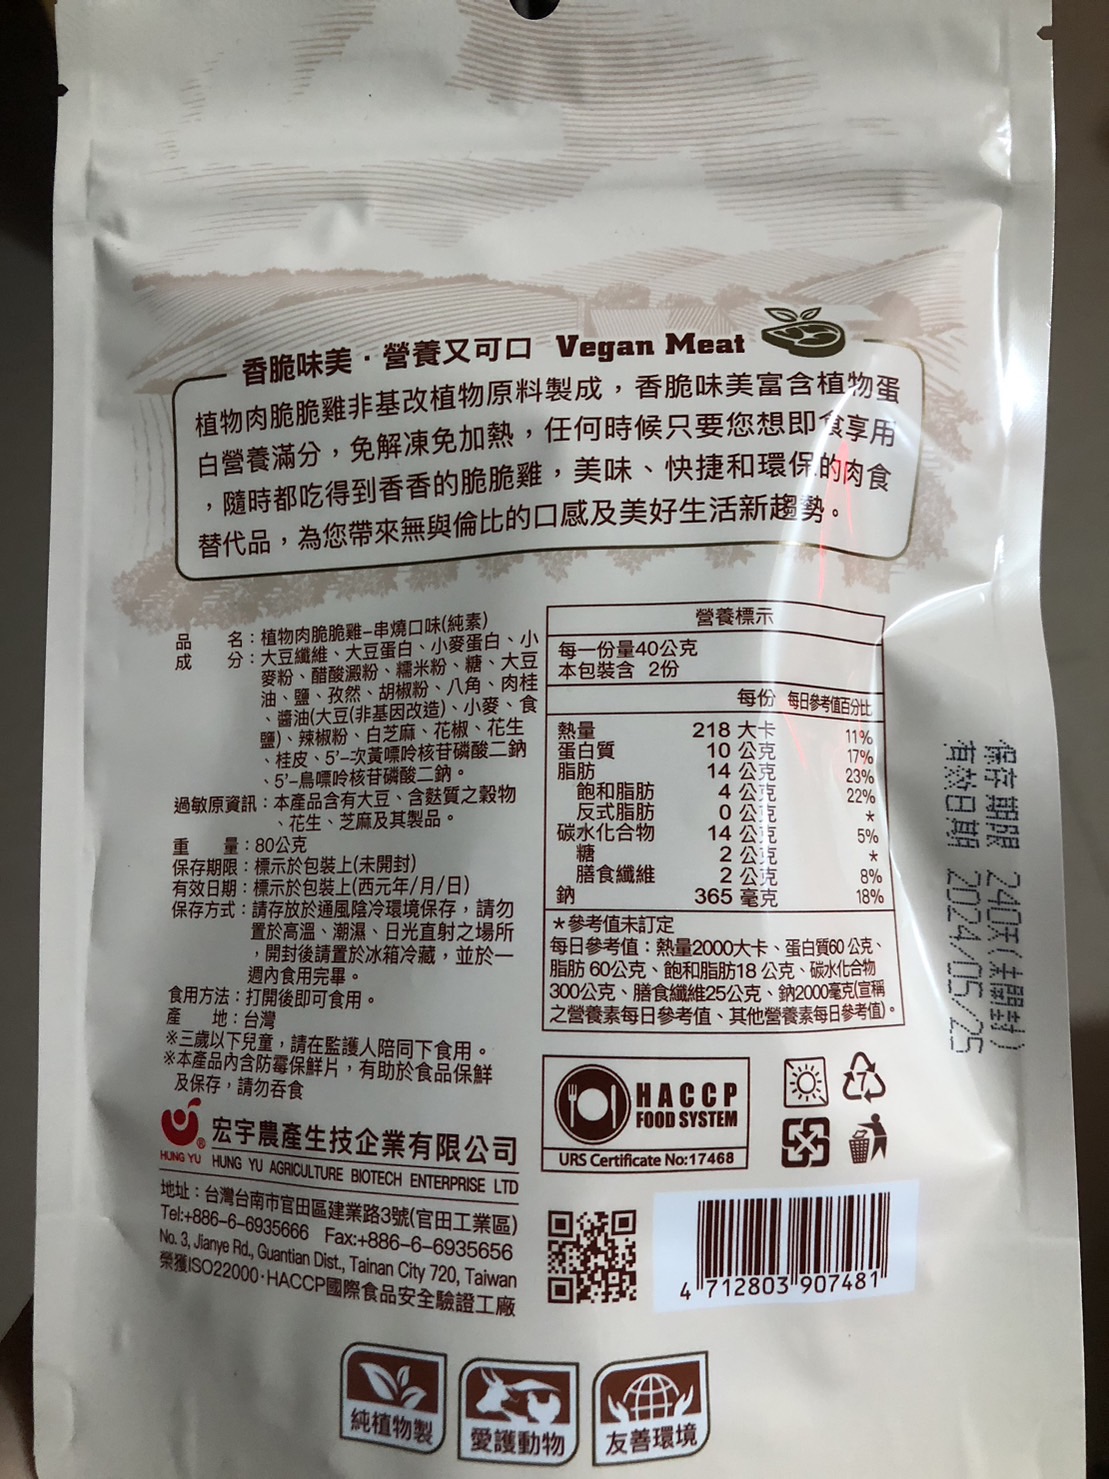 香脆味美．營養又可口 Vegan Meat
植物肉脆脆雞非基改植物原料製成，香脆味美富含植物蛋
白營養滿分，免解凍免加熱，任何時候只要您想即食享用
，隨時都吃得到香香的脆脆雞，美味、快捷和環保的肉食
替代品，為您帶來無與倫比的口感及美好生活新趨勢。
品　　名：植物肉脆脆雞-串燒口味(純素)
成　　分：大豆纖維、大豆蛋白、小麥蛋白、小
麥粉、醋酸澱粉、糯米粉、糖、大豆
油、鹽、孜然、胡椒粉、八角、肉桂
、醬油(大豆(非基因改造)、小麥、食
鹽)、辣椒粉、白芝麻、花椒、花生
、桂皮、5'-次黃嘌呤核苷磷酸二鈉
、5'-鳥嘌呤核苷磷酸二鈉。
過敏原資訊：本產品含有大豆、含麩質之穀物
、花生、芝麻及其製品。
重　　量：80公克
保存期限：標示於包裝上(未開封)
有效日期：標示於包裝上(西元年/月/日)
保存方式：請存放於通風陰冷環境保存，請勿
置於高溫、潮濕、日光直射之場所
，開封後請置於冰箱冷藏，並於一
週內食用完畢。
食用方法：打開後即可食用。
產　　地：台灣
※三歲以下兒童，請在監護人陪同下食用。
※本產品內含防霉保鮮片，有助於食品保鮮
及保存，請勿吞食
營養標示
每一份量40公克
本包裝含 2份
每份 每日參考值百分比
熱量 218 大卡 11%
蛋白質 10 公克 17%
脂肪 14 公克 23%
飽和脂肪 4 公克 22%
反式脂肪 0 公克 *
碳水化合物 14 公克 5%
糖 2 公克 *
膳食纖維 2 公克 8%
鈉 365 毫克 18%
＊參考值未訂定
每日參考值：熱量2000大卡、蛋白質60公克、
脂肪 60公克、飽和脂肪18 公克、碳水化合物
300公克、膳食纖維25公克、鈉2000毫克(宣稱
之營養素每日參考值、其他營養素每日參考值)。
保存期限 240天(未開封)
有效日期 2024/05/25
HUNG YU
®
宏宇農產生技企業有限公司
HUNG YU AGRICULTURE BIOTECH ENTERPRISE LTD
地址：台灣台南市官田區建業路3號(官田工業區)
Tel:+886-6-6935666 Fax:+886-6-6935656
No. 3, Jianye Rd., Guantian Dist., Tainan City 720, Taiwan
榮獲ISO22000·HACCP國際食品安全驗證工廠
HACCP
FOOD SYSTEM
URS Certificate No:17468
7
4 712803 907481
純植物製
愛護動物
友善環境